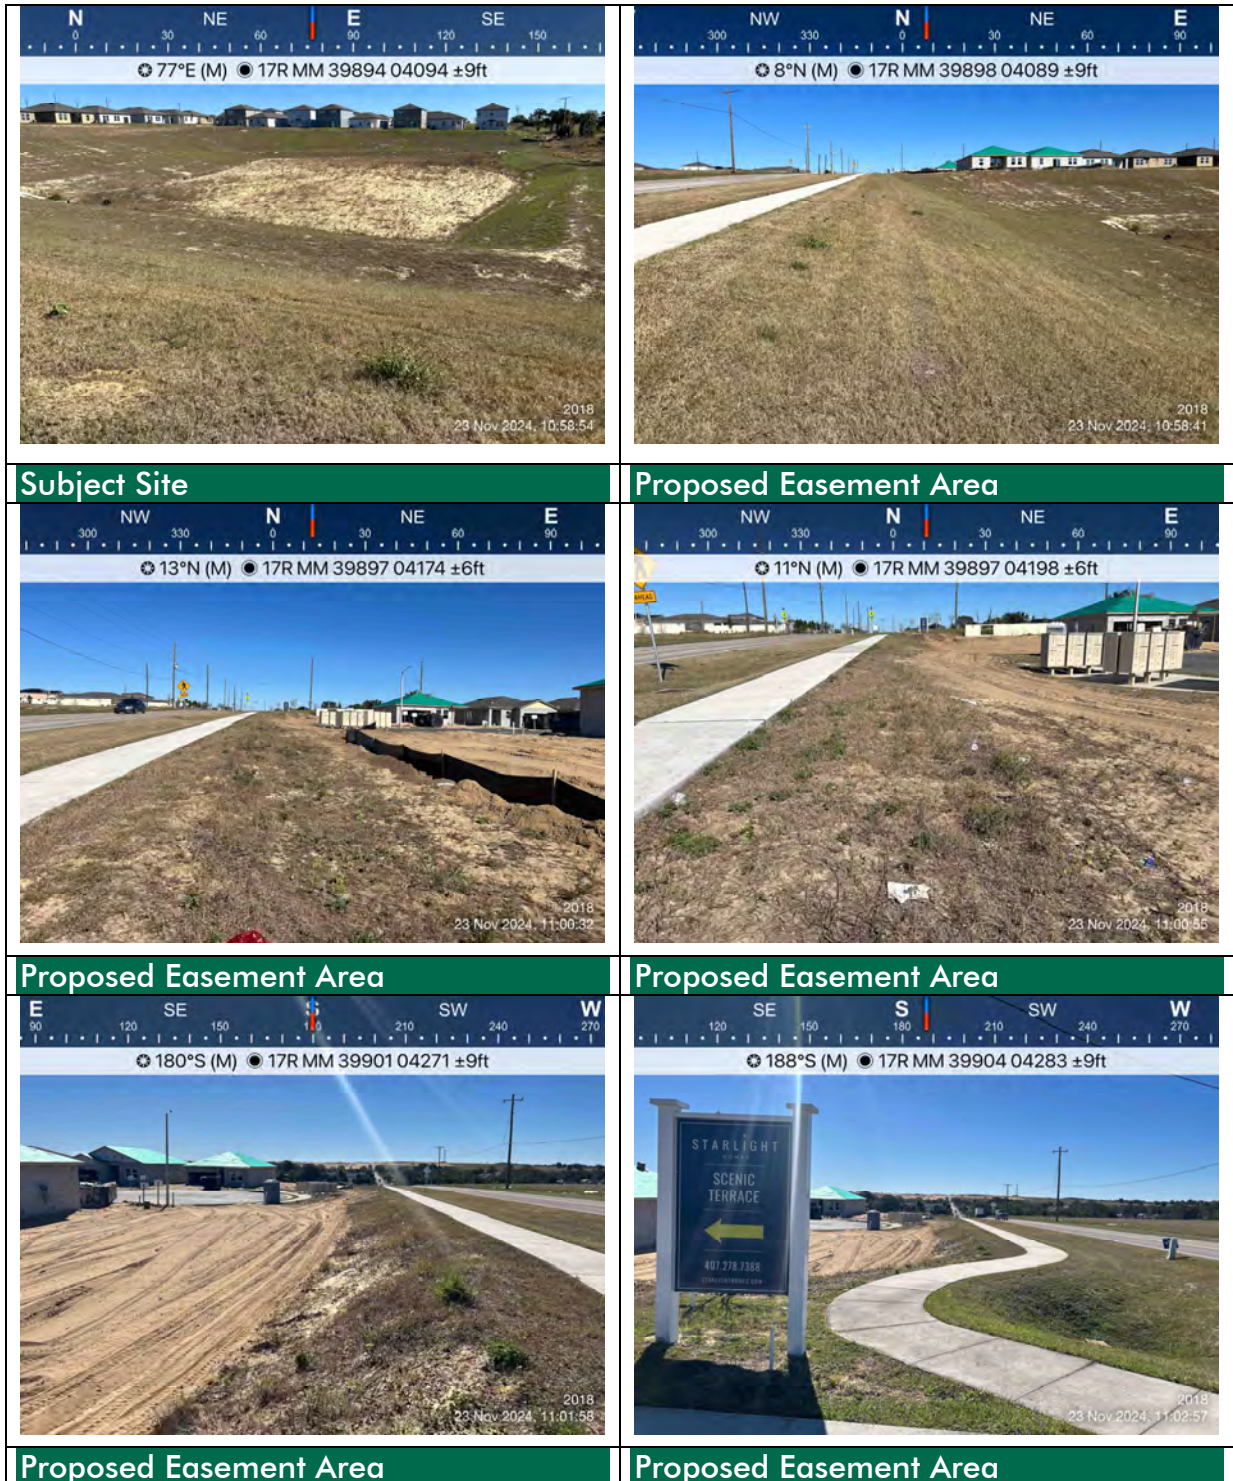 N NE E SE
0 30 60 90 120 150
77°E (M) 17R MM 39894 04094 ±9ft
2018
23 Nov 2024, 10:58:54
Subject Site
NW N NE E
300 330 0 30 60 90
8°N (M) 17R MM 39898 04089 ±9ft
2018
23 Nov 2024, 10:58:41
Proposed Easement Area
NW N NE E
300 330 0 30 60 90
13°N (M) 17R MM 39897 04174 ±6ft
2018
23 Nov 2024, 11:00:32
Proposed Easement Area
NW N NE E
300 330 0 30 60 90
11°N (M) 17R MM 39897 04198 ±6ft
2018
23 Nov 2024, 11:00:55
Proposed Easement Area
E SE S SW W
90 120 150 180 210 240 270
180°S (M) 17R MM 39901 04271 ±9ft
2018
23 Nov 2024, 11:01:58
Proposed Easement Area
SE S SW W
120 150 180 210 240 270
188°S (M) 17R MM 39904 04283 ±9ft
STARLIGHT
HOMES
SCENIC
TERRACE
407.278.7388
2018
23 Nov 2024, 11:02:57
Proposed Easement Area